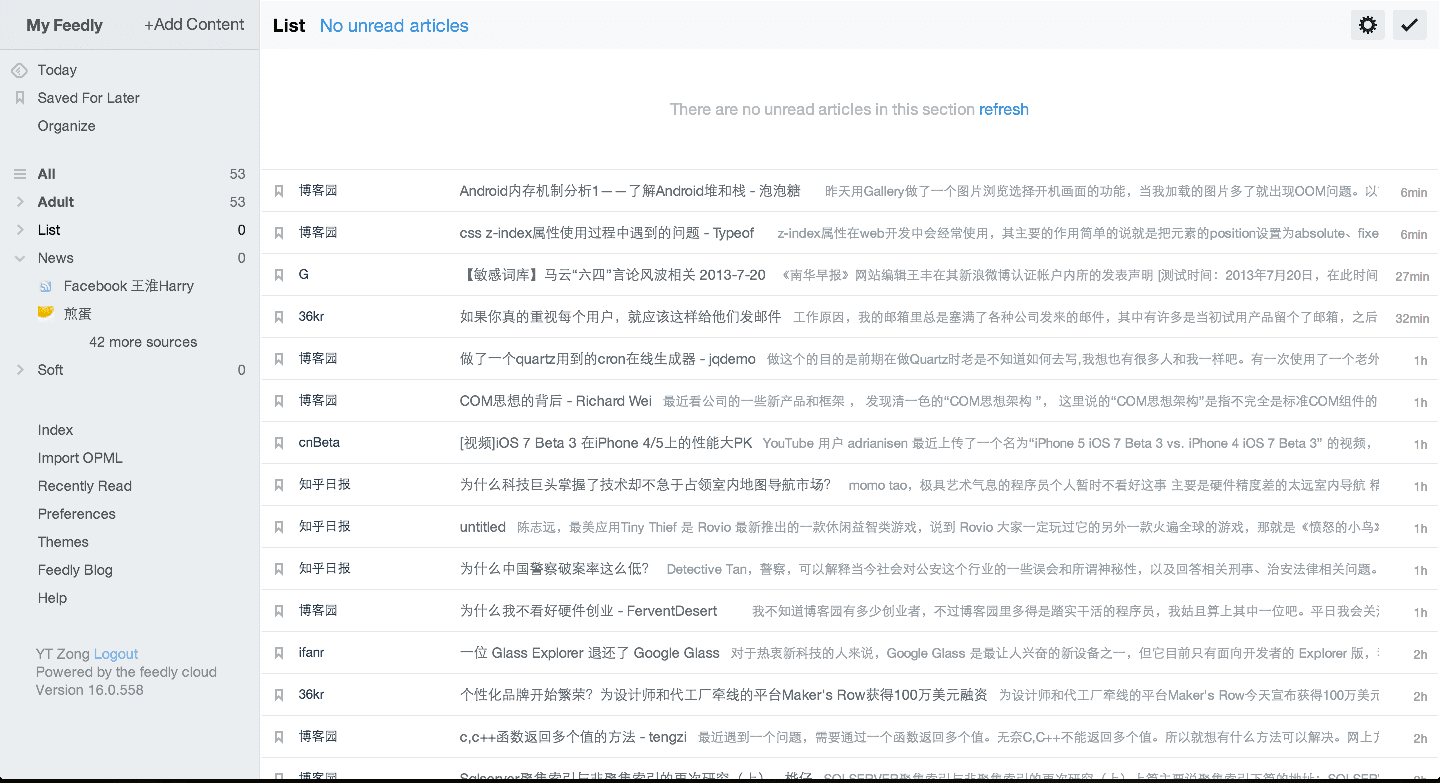 My Feedly
+Add Content
Today
Saved For Later
Organize
All 53
Adult 53
List 0
News 0
Facebook 王淮Harry
煎蛋
42 more sources
Soft 0
Index
Import OPML
Recently Read
Preferences
Themes
Feedly Blog
Help
YT Zong Logout
Powered by the feedly cloud
Version 16.0.558
List No unread articles
There are no unread articles in this section refresh
博客园 Android内存机制分析1——了解Android堆和栈 - 泡泡糖 昨天用Gallery做了一个图片浏览选择开机画面的功能，当我加载的图片多了就出现OOM问题。以 6min
博客园 css z-index属性使用过程中遇到的问题 - Typeof z-index属性在web开发中会经常使用，其主要的作用简单的说就是把元素的position设置为absolute、fixe 6min
G 【敏感词库】马云“六四”言论风波相关 2013-7-20 《南华早报》网站编辑王丰在其新浪微博认证帐户内所的发表声明 [测试时间：2013年7月20日，在此时间 27min
36kr 如果你真的重视每个用户，就应该这样给他们发邮件 工作原因，我的邮箱里总是塞满了各种公司发来的邮件，其中有许多是当初试用产品留个了邮箱，之后 32min
博客园 做了一个quartz用到的cron在线生成器 - jqdemo 做这个的目的是前期在做Quartz时老是不知道如何去写,我想也有很多人和我一样吧。有一次使用了一个老外 1h
博客园 COM思想的背后 - Richard Wei 最近看公司的一些新产品和框架 ， 发现清一色的“COM思想架构 ”， 这里说的“COM思想架构”是指不完全是标准COM组件的 1h
cnBeta [视频]iOS 7 Beta 3 在iPhone 4/5上的性能大PK YouTube 用户 adrianisen 最近上传了一个名为“iPhone 5 iOS 7 Beta 3 vs. iPhone 4 iOS 7 Beta 3” 的视频， 1h
知乎日报 为什么科技巨头掌握了技术却不急于占领室内地图导航市场？ momo tao，极具艺术气息的程序员个人暂时不看好这事 主要是硬件精度差的太远室内导航 精 1h
知乎日报 untitled 陈志远，最美应用Tiny Thief 是 Rovio 最新推出的一款休闲益智类游戏，说到 Rovio 大家一定玩过它的另外一款火遍全球的游戏，那就是《愤怒的小鸟》 1h
知乎日报 为什么中国警察破案率这么低？ Detective Tan，警察，可以解释当今社会对公安这个行业的一些误会和所谓神秘性，以及回答相关刑事、治安法律相关问题。 1h
博客园 为什么我不看好硬件创业 - FerventDesert 我不知道博客园有多少创业者，不过博客园里多得是踏实干活的程序员，我姑且算上其中一位吧。平日我会关注 1h
ifanr 一位 Glass Explorer 退还了 Google Glass 对于热衷新科技的人来说，Google Glass 是最让人兴奋的新设备之一，但它目前只有面向开发者的 Explorer 版， 2h
36kr 个性化品牌开始繁荣？为设计师和代工厂牵线的平台Maker's Row获得100万美元融资 为设计师和代工厂牵线的平台Maker's Row今天宣布获得100万美元 2h
博客园 c,c++函数返回多个值的方法 - tengzi 最近遇到一个问题，需要通过一个函数返回多个值。无奈C,C++不能返回多个值。所以就想有什么方法可以解决。网上 2h
博客园 Sqlserver聚集索引与非聚集索引的再次研究（上） - 桦仔